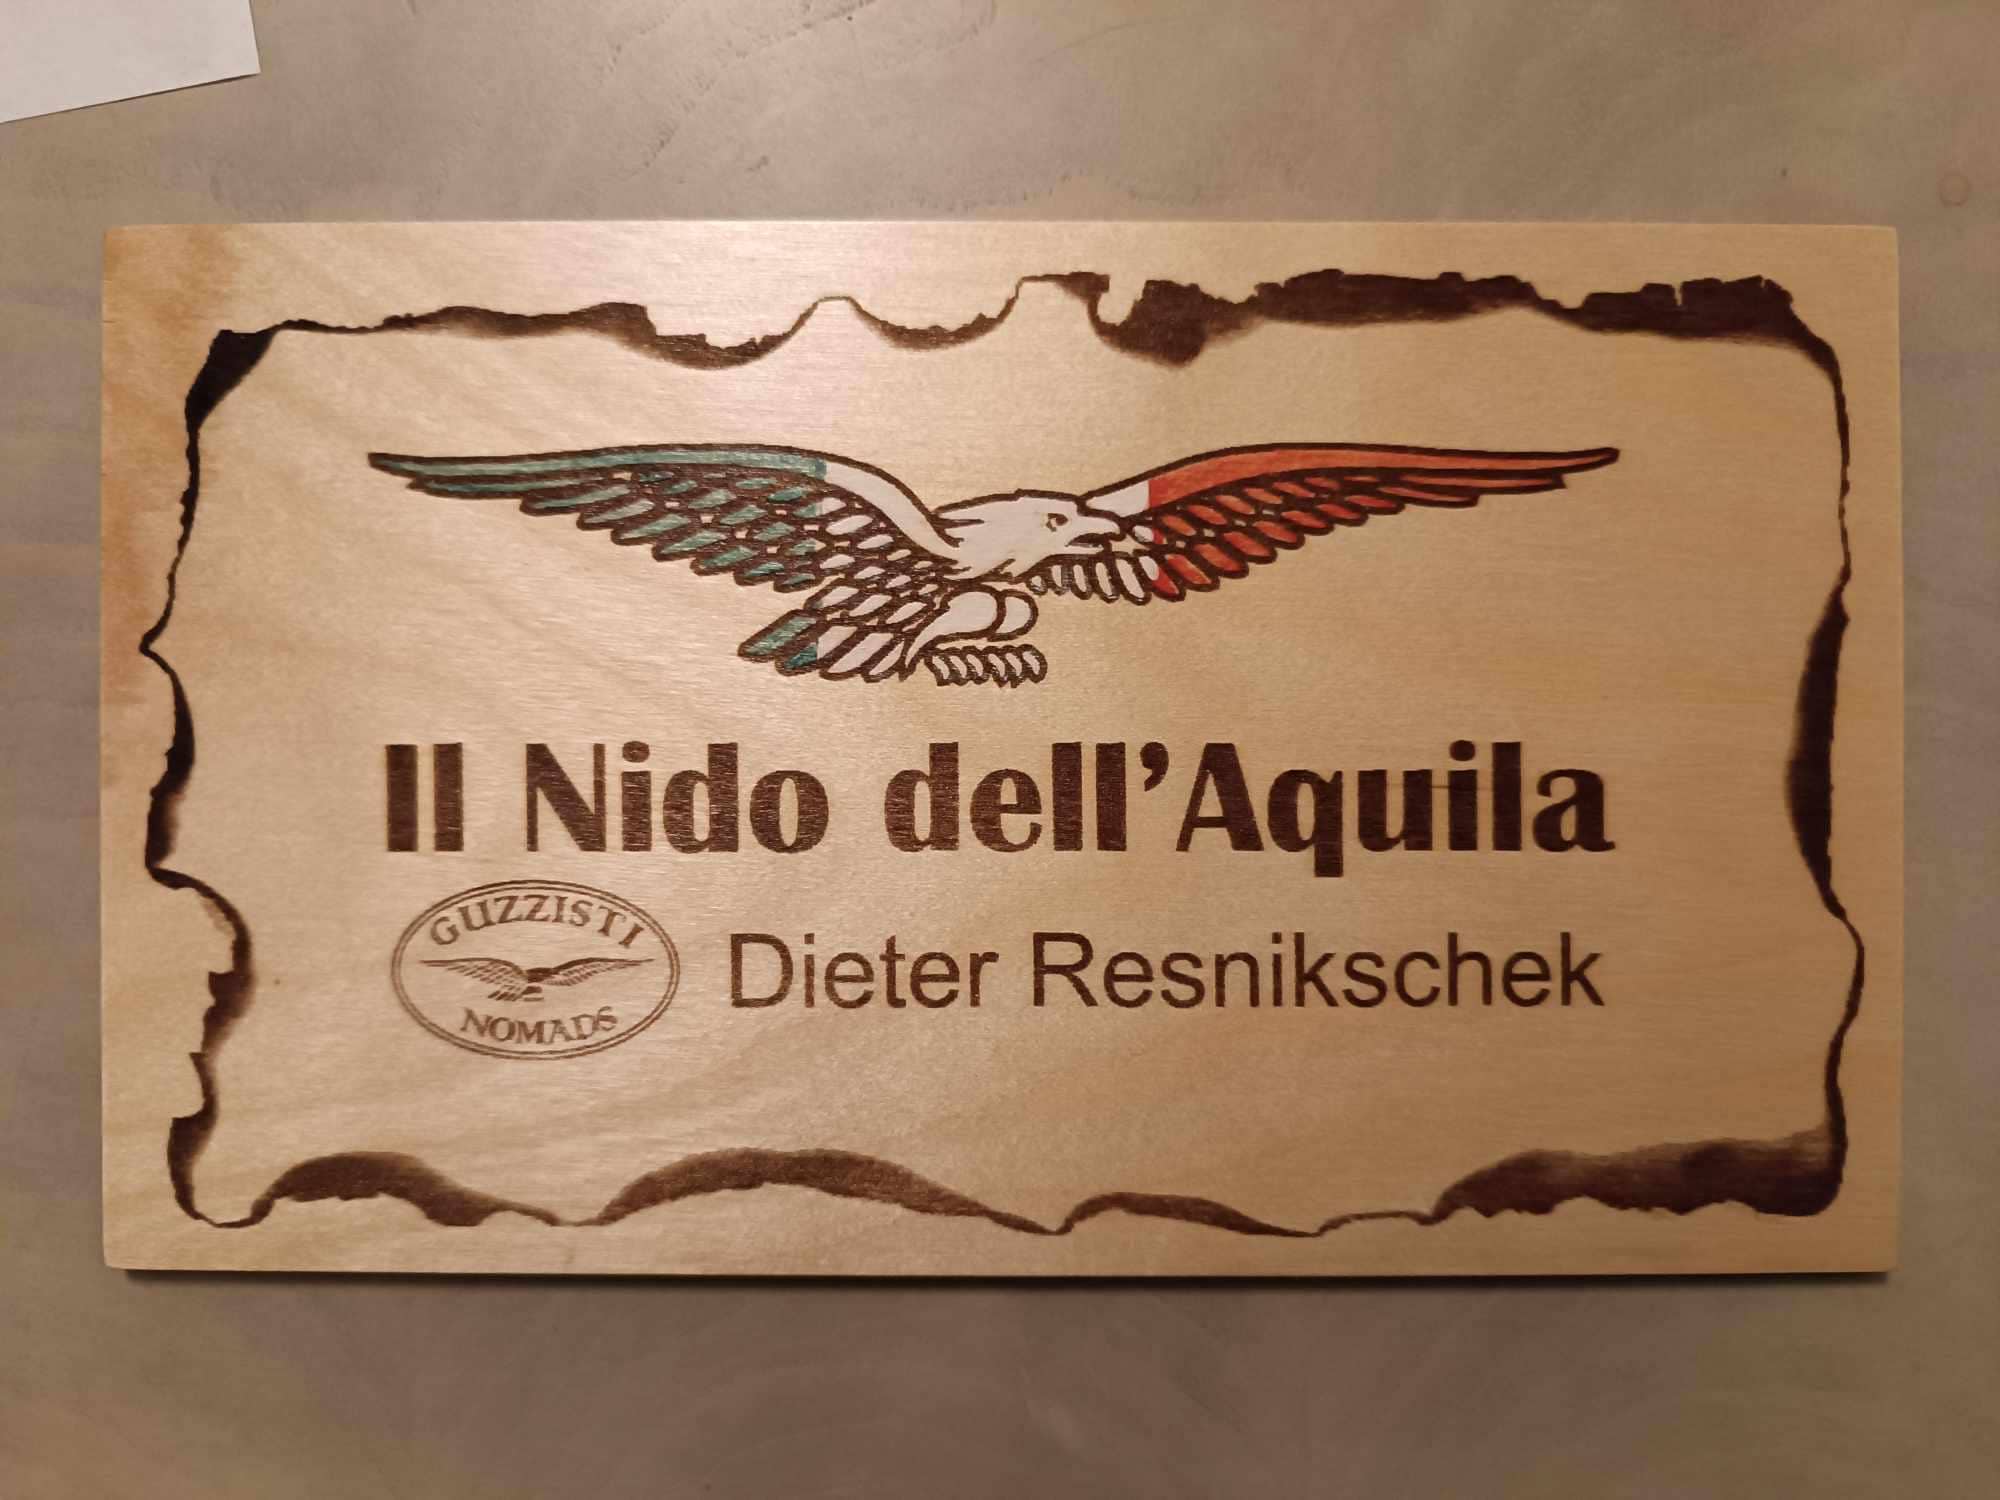 Il Nido dell'Aquila
GUZZISTI
NOMADS
Dieter Resnikschek